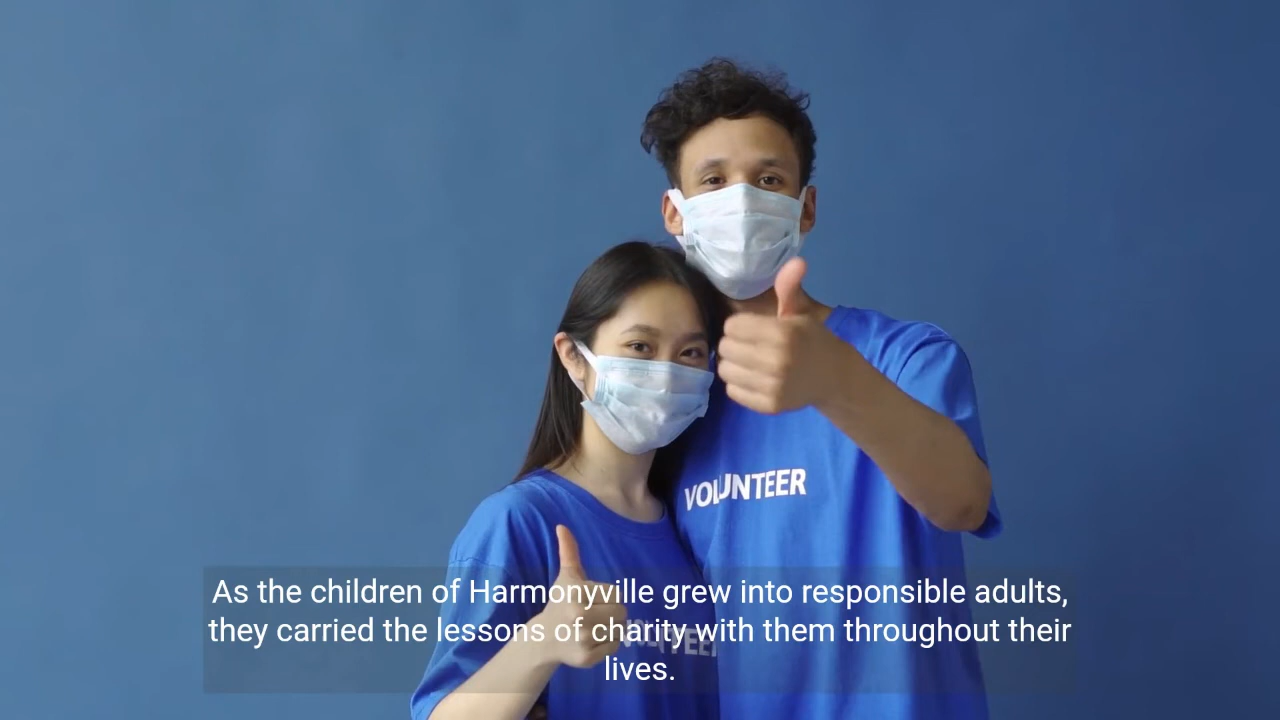 VOLUNTEER
As the children of Harmonyville grew into responsible adults,
they carried the lessons of charity with them throughout their
lives.